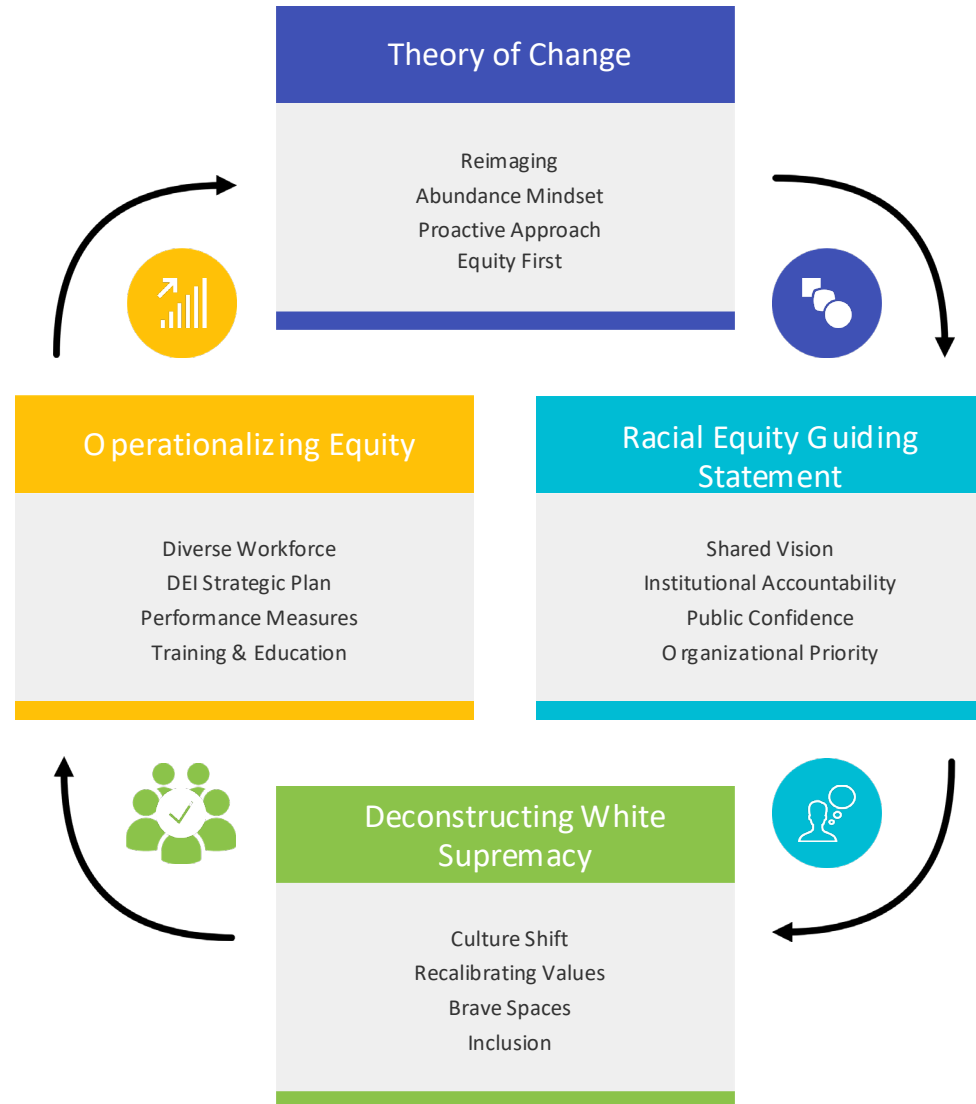 Theory of Change
Reimaging
Abundance Mindset
Proactive Approach
Equity First
Operationalizing Equity
Diverse Workforce
DEI Strategic Plan
Performance Measures
Training & Education
Racial Equity Guiding
Statement
Shared Vision
Institutional Accountability
Public Confidence
Organizational Priority
Deconstructing White
Supremacy
Culture Shift
Recalibrating Values
Brave Spaces
Inclusion